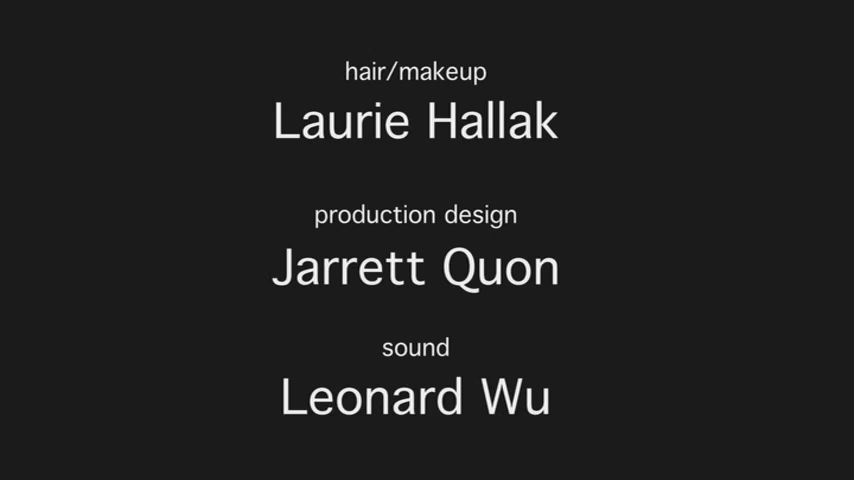 hair/makeup
Laurie Hallak
production design
Jarrett Quon
sound
Leonard Wu